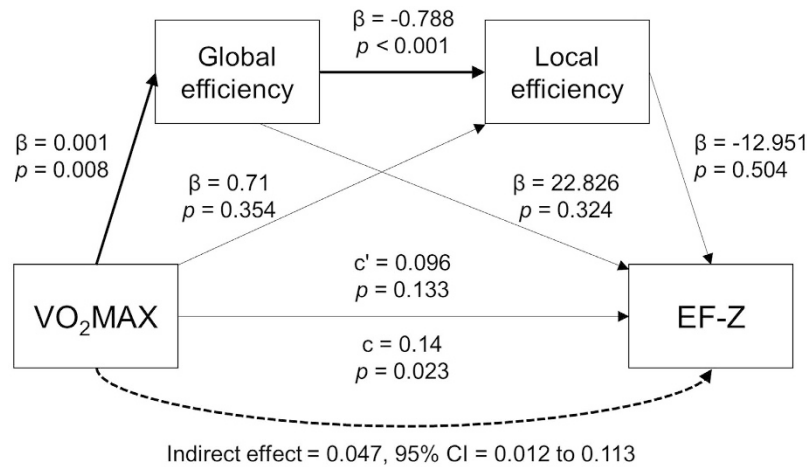 β = -0.788
p < 0.001
Global
efficiency
Local
efficiency
β = 0.001
p = 0.008
β = 0.71
p = 0.354
β = 22.826
p = 0.324
β = -12.951
p = 0.504
VO₂MAX
c' = 0.096
p = 0.133
c = 0.14
p = 0.023
EF-Z
Indirect effect = 0.047, 95% CI = 0.012 to 0.113